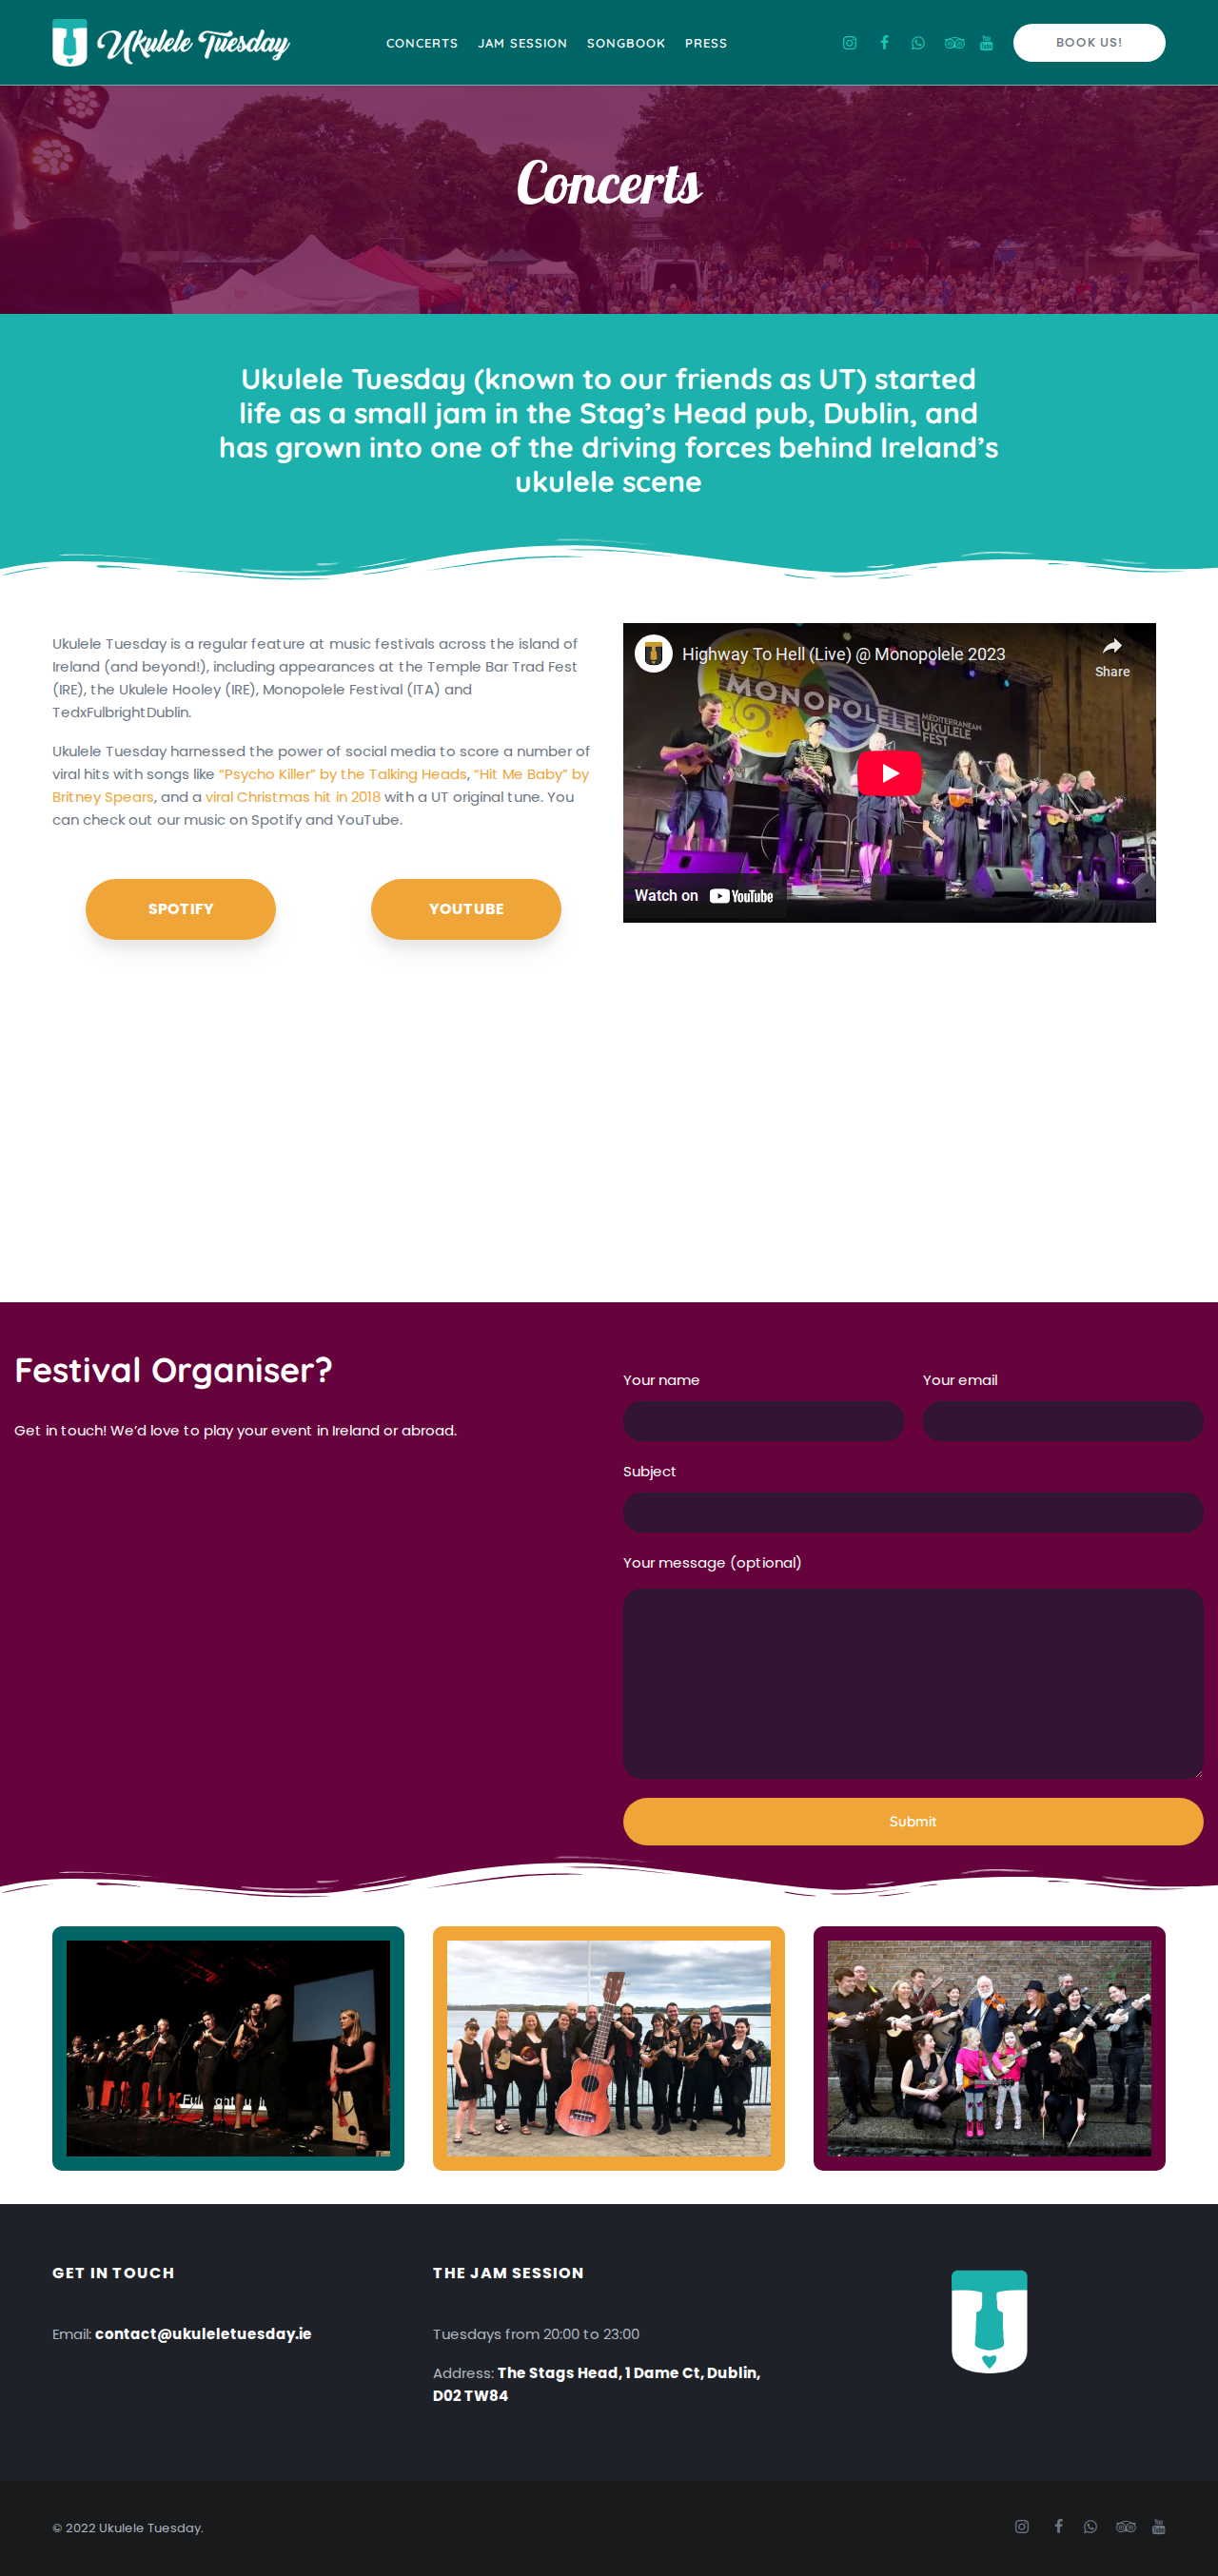 Ukulele Tuesday
CONCERTS JAM SESSION SONGBOOK PRESS
BOOK US!
Concerts
Ukulele Tuesday (known to our friends as UT) started
life as a small jam in the Stag’s Head pub, Dublin, and
has grown into one of the driving forces behind Ireland’s
ukulele scene
Ukulele Tuesday is a regular feature at music festivals across the island of
Ireland (and beyond!), including appearances at the Temple Bar Trad Fest
(IRE), the Ukulele Hooley (IRE), Monopolele Festival (ITA) and
TedxFulbrightDublin.
Ukulele Tuesday harnessed the power of social media to score a number of
viral hits with songs like “Psycho Killer” by the Talking Heads, “Hit Me Baby” by
Britney Spears, and a viral Christmas hit in 2018 with a UT original tune. You
can check out our music on Spotify and YouTube.
SPOTIFY
YOUTUBE
Highway To Hell (Live) @ Monopolele 2023
Share
MONOPOLELE
MEDITERRANEAN
UKULELE
FEST
Watch on YouTube
Festival Organiser?
Get in touch! We’d love to play your event in Ireland or abroad.
Your name
Your email
Subject
Your message (optional)
Submit
GET IN TOUCH
Email: contact@ukuleletuesday.ie
THE JAM SESSION
Tuesdays from 20:00 to 23:00
Address: The Stags Head, 1 Dame Ct, Dublin,
D02 TW84
© 2022 Ukulele Tuesday.